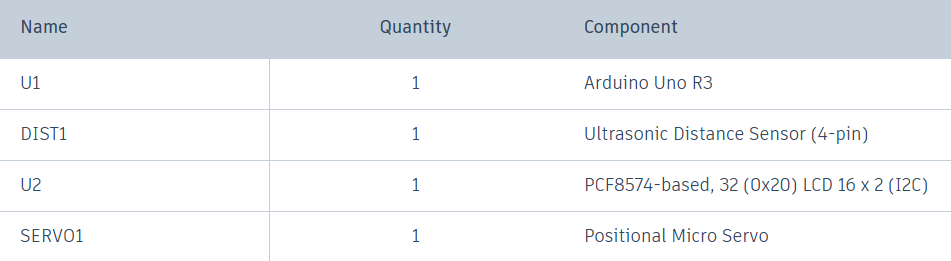 Name Quantity Component
U1 1 Arduino Uno R3
DIST1 1 Ultrasonic Distance Sensor (4-pin)
U2 1 PCF8574-based, 32 (0x20) LCD 16 x 2 (I2C)
SERVO1 1 Positional Micro Servo